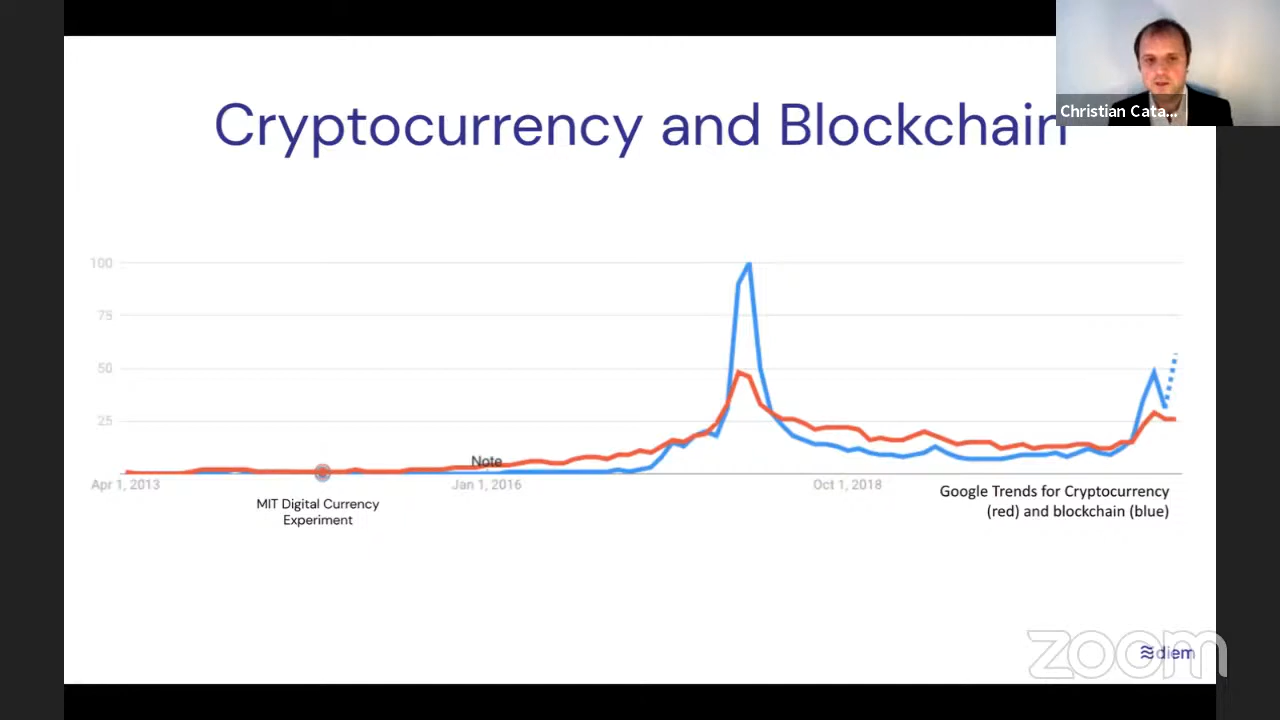 Cryptocurrency and Blockchain
Christian Cata...
100
75
50
25
Note
Apr 1, 2013
Jan 1, 2016
Oct 1, 2018
MIT Digital Currency
Experiment
Google Trends for Cryptocurrency
(red) and blockchain (blue)
zoom
diem